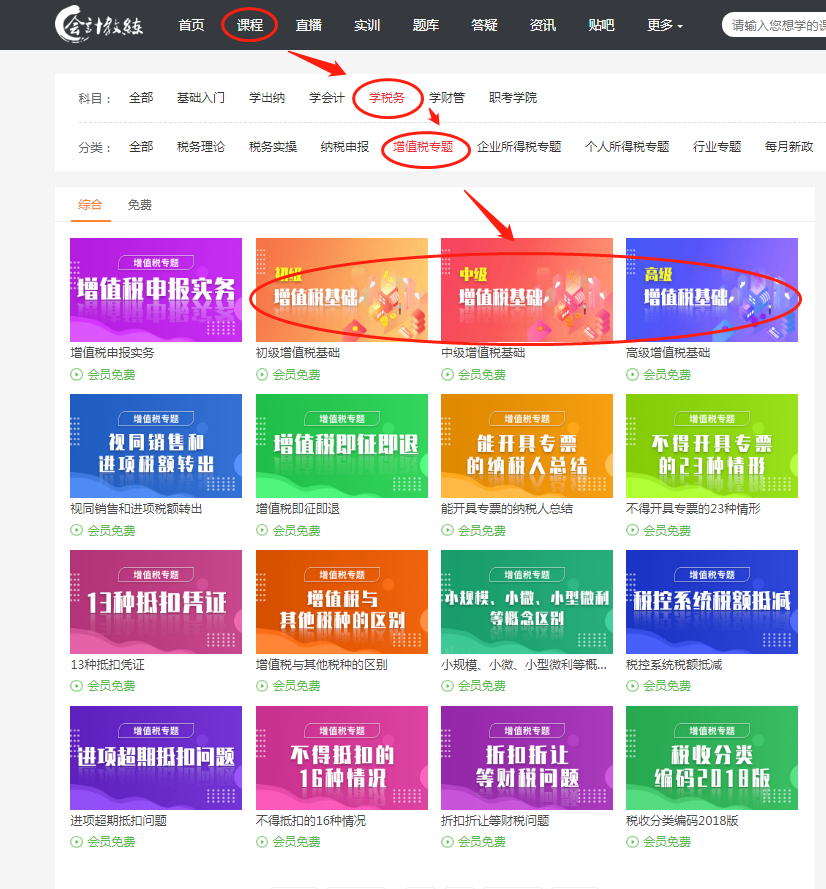 会计教练 首页 课程 直播 实训 题库 答疑 资讯 贴吧 更多 请输入您想学的课
科目： 全部 基础入门 学出纳 学会计 学税务 学财管 职考学院
分类： 全部 税务理论 税务实操 纳税申报 增值税专题 企业所得税专题 个人所得税专题 行业专题 每月新政
综合 免费
增值税专题
增值税申报实务
初级
增值税基础
中级
增值税基础
高级
增值税基础
增值税申报实务 初级增值税基础 中级增值税基础 高级增值税基础
会员免费 会员免费 会员免费 会员免费
增值税专题
视同销售和
进项税额转出
增值税专题
增值税即征即退
增值税专题
能开具专票
的纳税人总结
增值税专题
不得开具专票
的23种情形
视同销售和进项税额转出 增值税即征即退 能开具专票的纳税人总结 不得开具专票的23种情形
会员免费 会员免费 会员免费 会员免费
增值税专题
13种抵扣凭证
增值税专题
增值税与
其他税种的区别
增值税专题
小规模、小微、小型微利
等概念区别
增值税专题
税控系统税额抵减
13种抵扣凭证 增值税与其他税种的区别 小规模、小微、小型微利等概... 税控系统税额抵减
会员免费 会员免费 会员免费 会员免费
增值税专题
进项超期抵扣问题
增值税专题
不得抵扣的
16种情况
增值税专题
折扣折让
等财税问题
增值税专题
税收分类
编码2018版
进项超期抵扣问题 不得抵扣的16种情况 折扣折让等财税问题 税收分类编码2018版
会员免费 会员免费 会员免费 会员免费